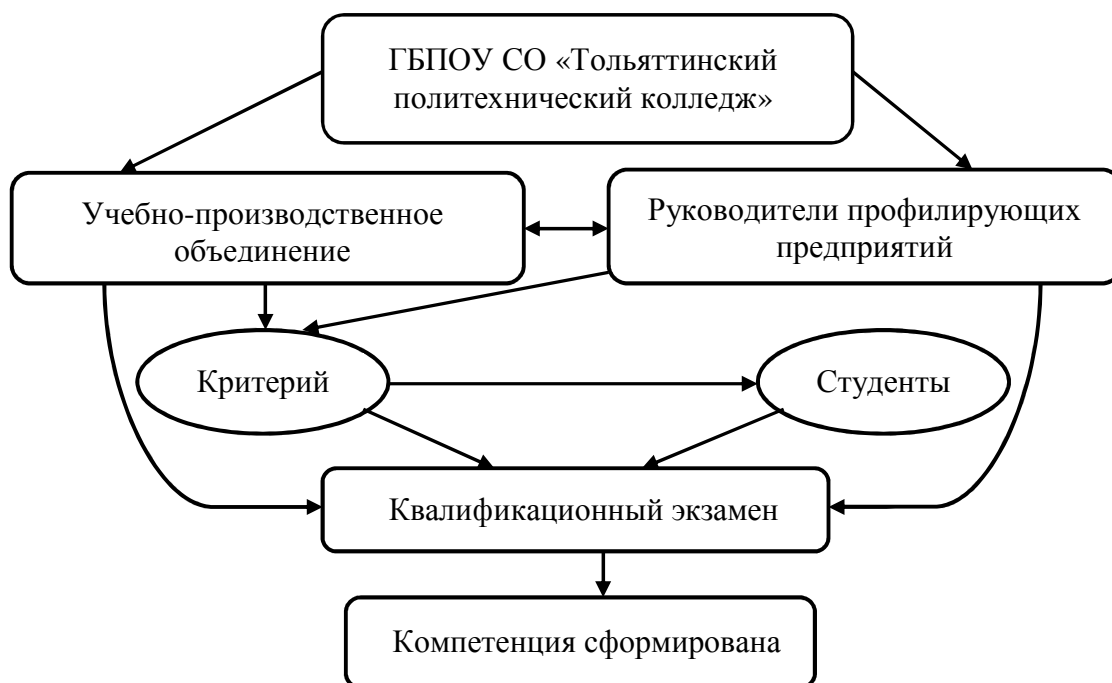 ГБПОУ СО «Тольяттинский
политехнический колледж»
Учебно-производственное
объединение
Руководители профилирующих
предприятий
Критерий
Студенты
Квалификационный экзамен
Компетенция сформирована